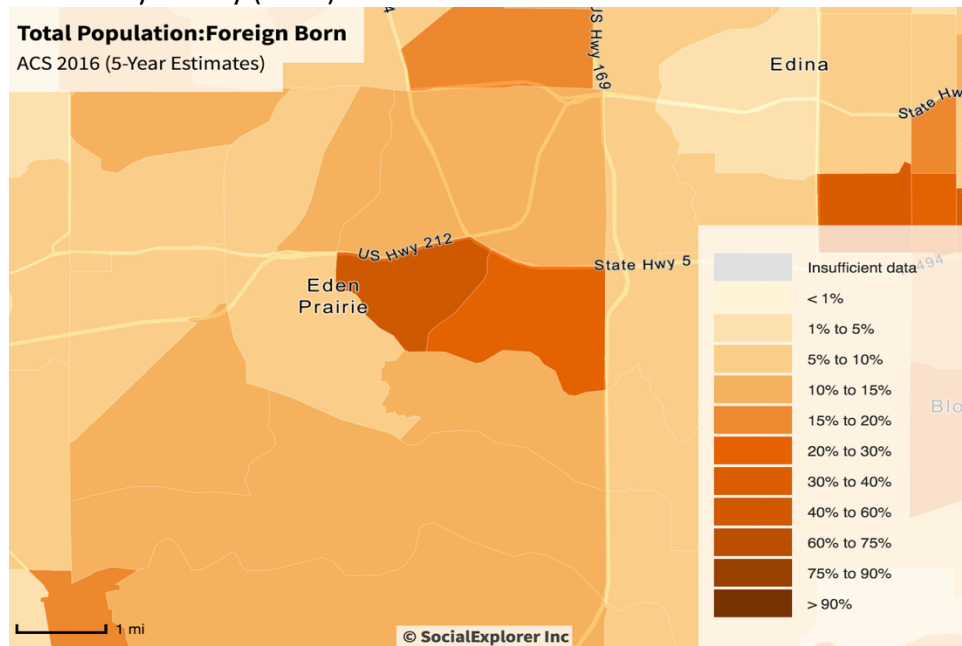 Total Population:Foreign Born
ACS 2016 (5-Year Estimates)
US Hwy 169
Edina
State Hw
US Hwy 212
State Hwy 5
Eden
Prairie
494
Blo
Insufficient data
< 1%
1% to 5%
5% to 10%
10% to 15%
15% to 20%
20% to 30%
30% to 40%
40% to 60%
60% to 75%
75% to 90%
> 90%
1 mi
© SocialExplorer Inc